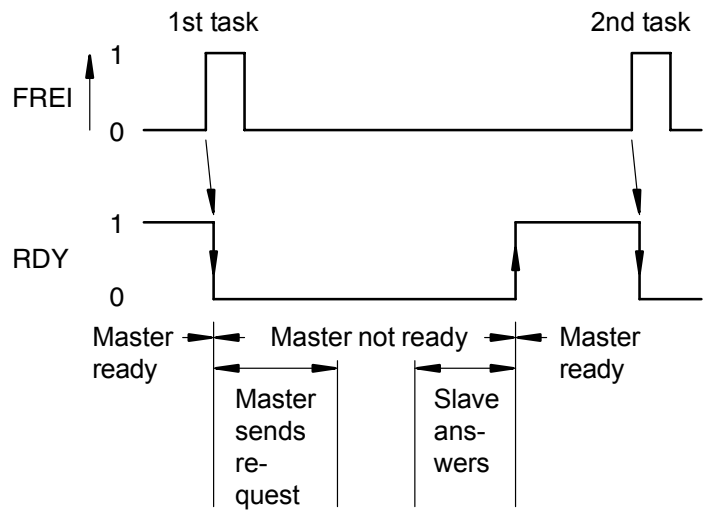 1st task 2nd task
1
FREI
0
1
RDY
0
Master Master not ready Master
ready ready
Master Slave
sends ans-
re- wers
quest